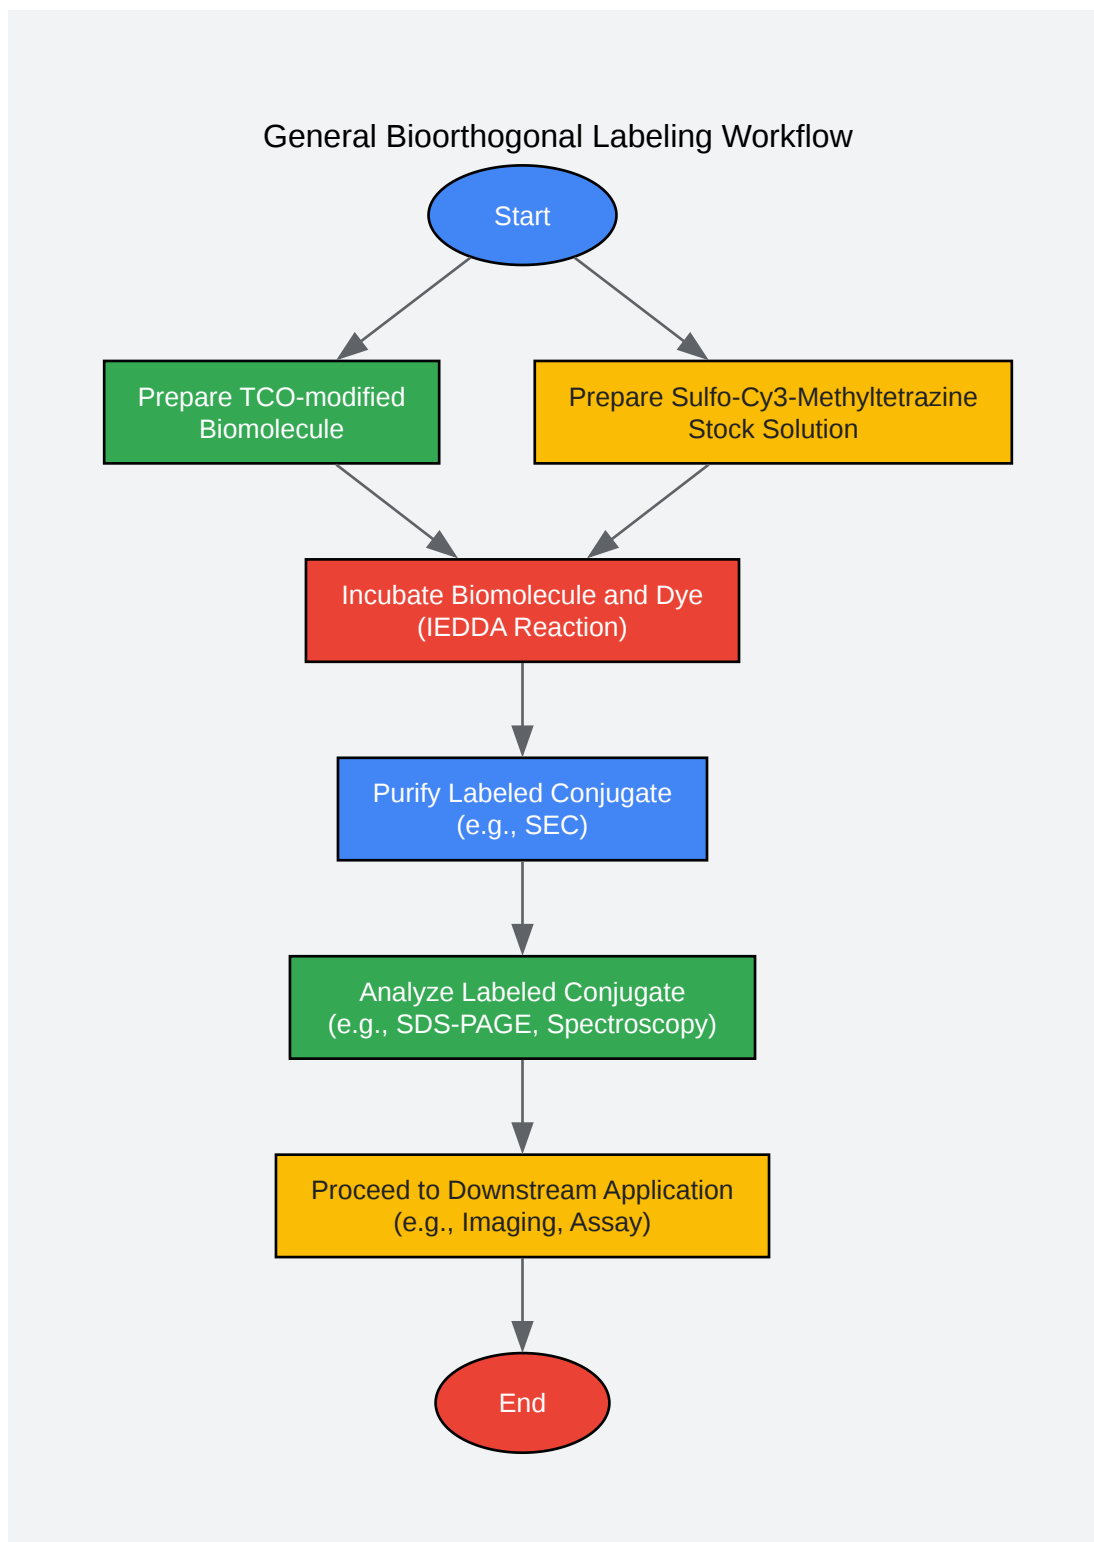 General Bioorthogonal Labeling Workflow
Start
Prepare TCO-modified
Biomolecule
Prepare Sulfo-Cy3-Methyltetrazine
Stock Solution
Incubate Biomolecule and Dye
(IEDDA Reaction)
Purify Labeled Conjugate
(e.g., SEC)
Analyze Labeled Conjugate
(e.g., SDS-PAGE, Spectroscopy)
Proceed to Downstream Application
(e.g., Imaging, Assay)
End